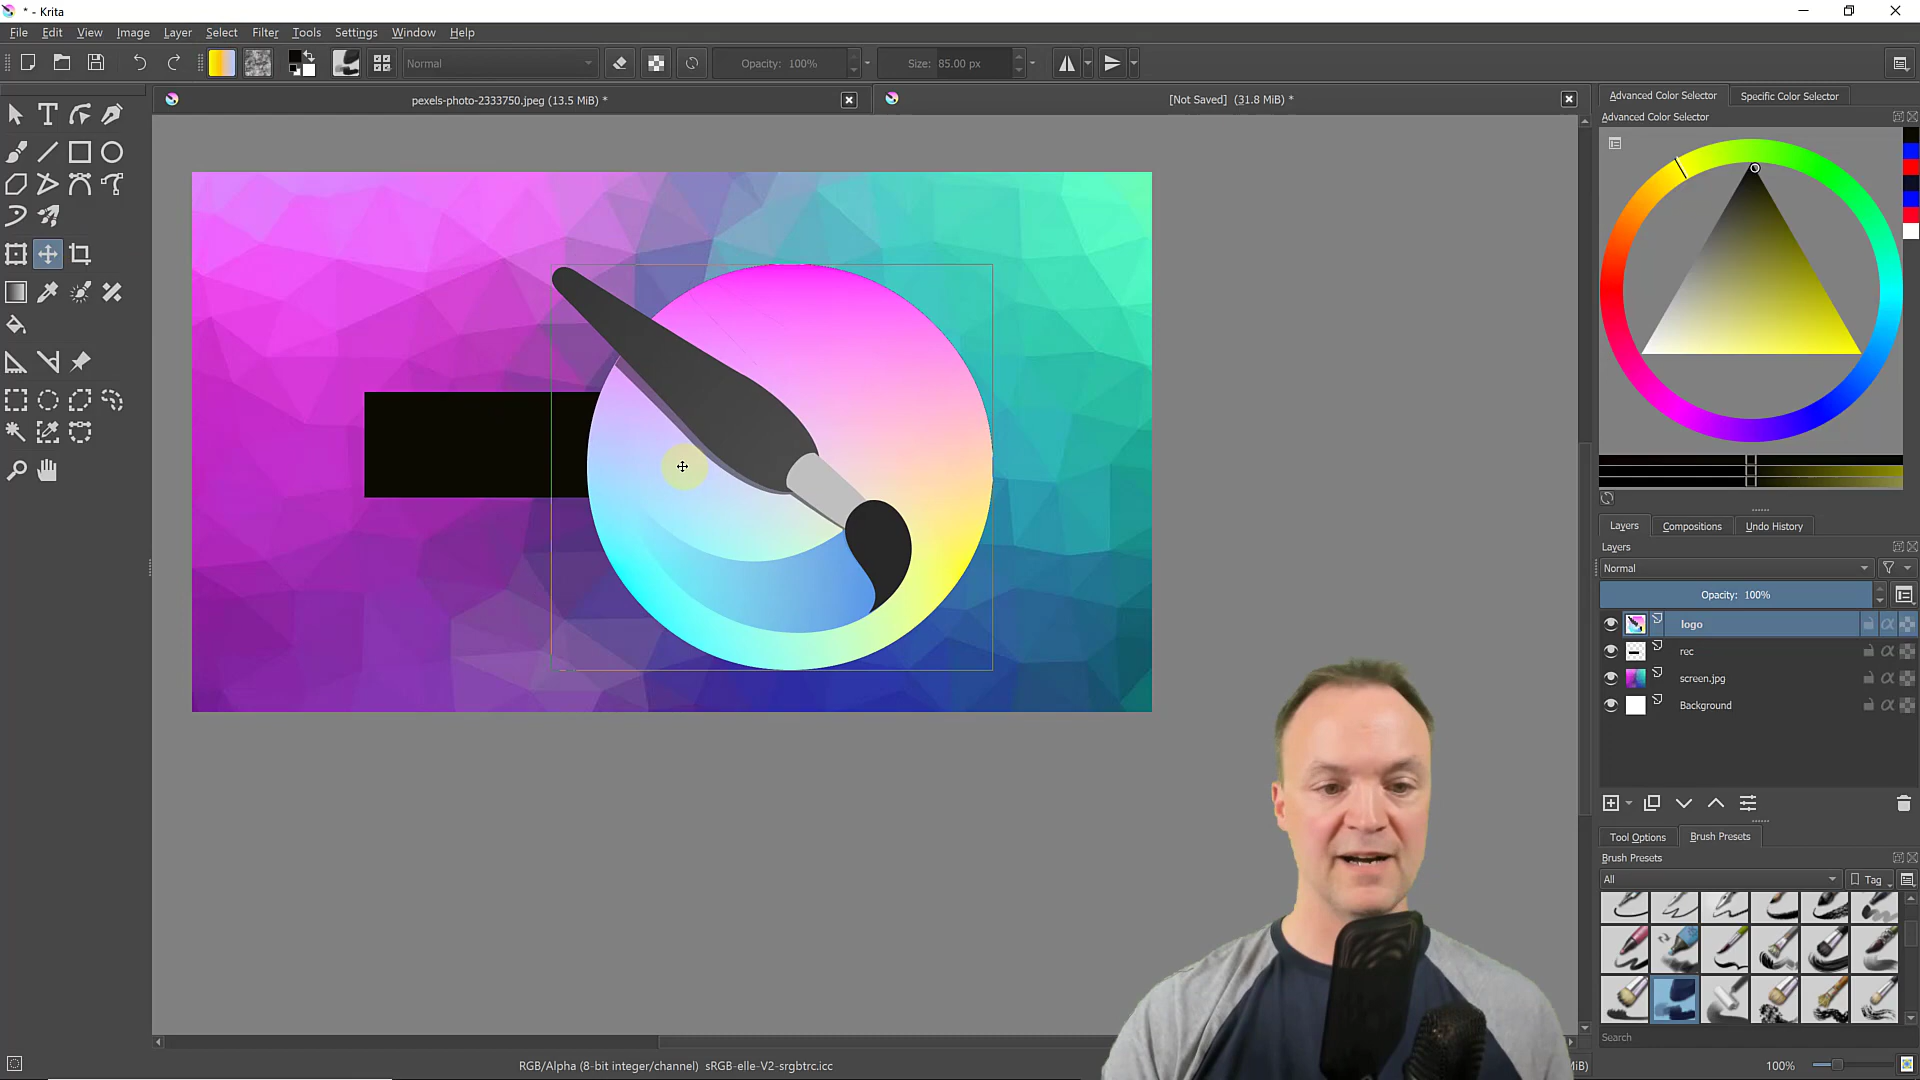 * - Krita
File Edit View Image Layer Select Filter Tools Settings Window Help
Normal
Opacity: 100%
Size: 85.00 px
pexels-photo-2333750.jpeg (13.5 MiB) *
[Not Saved] (31.8 MiB) *
Advanced Color Selector
Specific Color Selector
Advanced Color Selector
Layers
Compositions
Undo History
Layers
Normal
Opacity: 100%
logo
rec
screen.jpg
Background
Tool Options
Brush Presets
Brush Presets
All
Tag
Search
RGB/Alpha (8-bit integer/channel) sRGB-elle-V2-srgbtrc.icc
MiB)
100%